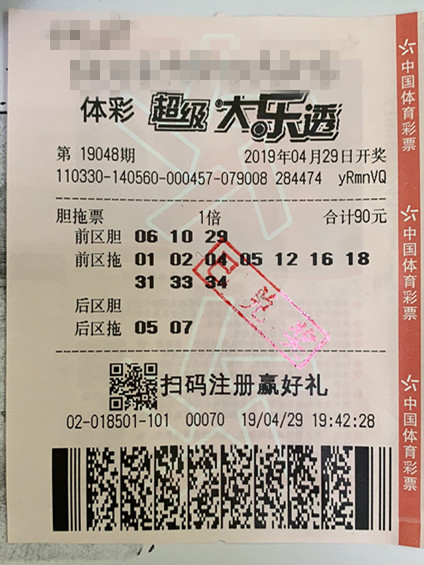 体彩 超级大乐透
第 19048期 2019年04月29日开奖
110330-140560-000457-079008 284474 yRmnVQ
胆拖票 1倍 合计90元
前区胆 06 10 29
前区拖 01 02 04 05 12 16 18
31 33 34
后区胆
后区拖 05 07
已兑奖
扫码注册赢好礼
02-018501-101 00070 19/04/29 19:42:28
中国体育彩票
中国体育彩票
中国体育彩票